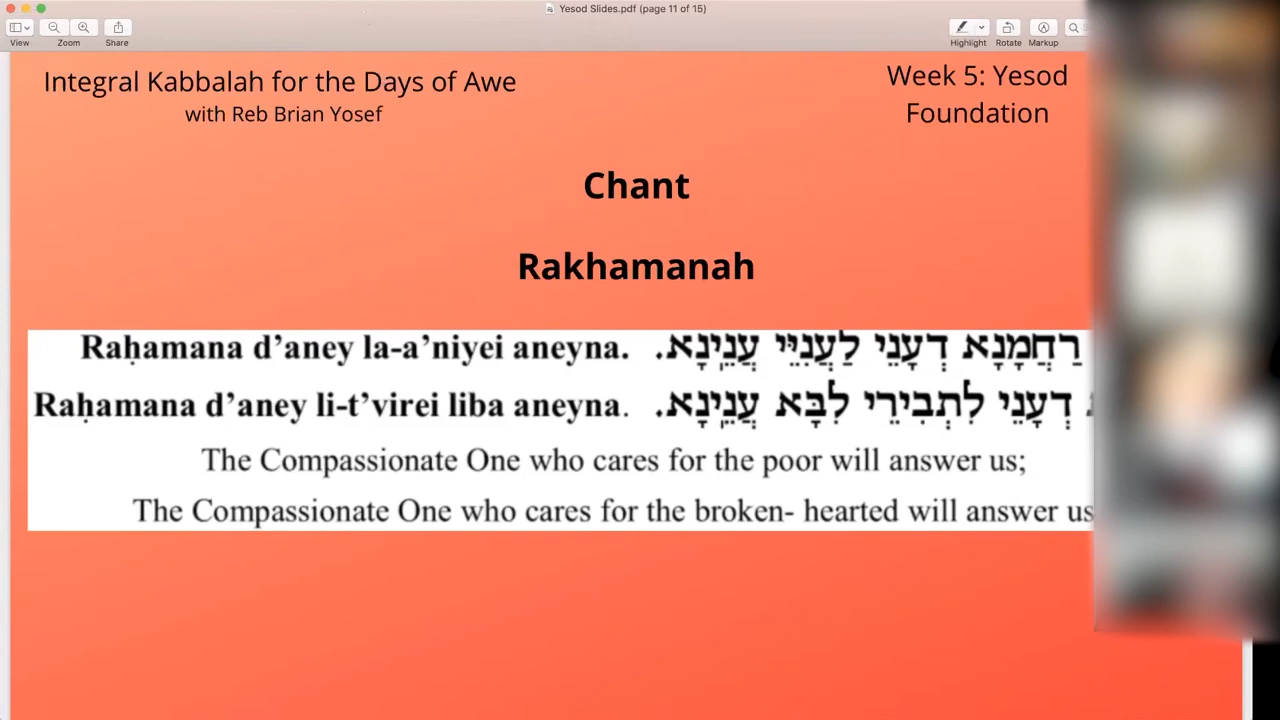 Yesod Slides.pdf (page 11 of 15)
View
Zoom
Share
Highlight
Rotate
Markup
Integral Kabbalah for the Days of Awe
with Reb Brian Yosef
Week 5: Yesod
Foundation
Chant
Rakhamanah
Raḥamana d’aney la-a’niyei aneyna. רַחֲמָנָא דְעָנֵי לַעֲנִיֵּי עֲנֵֽינָא.
Raḥamana d’aney li-t’virei liba aneyna. דְעָנֵי לִתְבִירֵי לִבָּא עֲנֵֽינָא.
The Compassionate One who cares for the poor will answer us;
The Compassionate One who cares for the broken- hearted will answer us